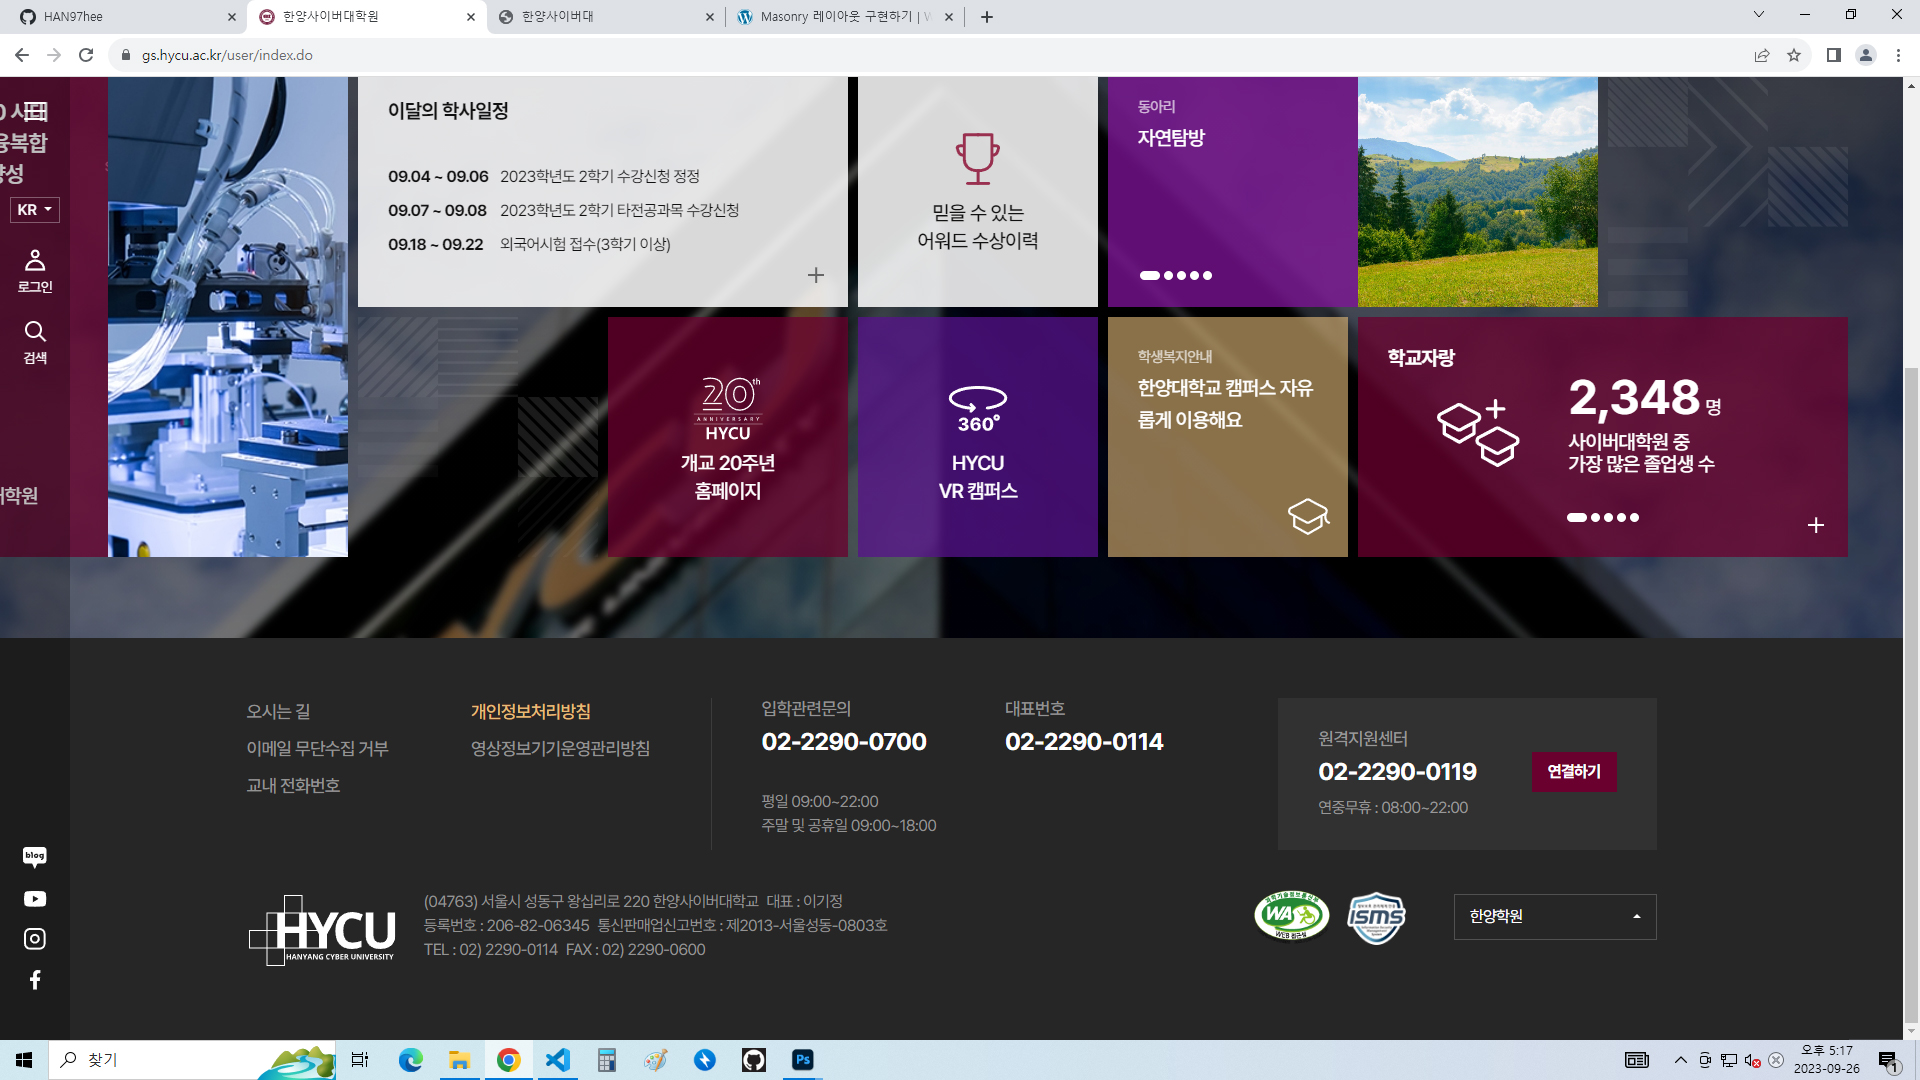 HAN97hee
한양사이버대학원
한양사이버대
Masonry 레이아웃 구현하기 | W
gs.hycu.ac.kr/user/index.do
0 시대
융복합
양성
KR
로그인
검색
대학원
이달의 학사일정
09.04 ~ 09.06 2023학년도 2학기 수강신청 정정
09.07 ~ 09.08 2023학년도 2학기 타전공과목 수강신청
09.18 ~ 09.22 외국어시험 접수(3학기 이상)
믿을 수 있는
어워드 수상이력
동아리
자연탐방
20th
ANNIVERSARY
HYCU
개교 20주년
홈페이지
360°
HYCU
VR 캠퍼스
학생복지안내
한양대학교 캠퍼스 자유
롭게 이용해요
학교자랑
2,348 명
사이버대학원 중
가장 많은 졸업생 수
오시는 길
이메일 무단수집 거부
교내 전화번호
개인정보처리방침
영상정보기기운영관리방침
입학관련문의
02-2290-0700
평일 09:00~22:00
주말 및 공휴일 09:00~18:00
대표번호
02-2290-0114
원격지원센터
02-2290-0119
연중무휴 : 08:00~22:00
연결하기
blog
HYCU
HANYANG CYBER UNIVERSITY
(04763) 서울시 성동구 왕십리로 220 한양사이버대학교 대표 : 이기정
등록번호 : 206-82-06345 통신판매업신고번호 : 제2013-서울성동-0803호
TEL : 02) 2290-0114 FAX : 02) 2290-0600
WA
WEB 접근성
ISMS
한양학원
찾기
Ps
오후 5:17
2023-09-26
1